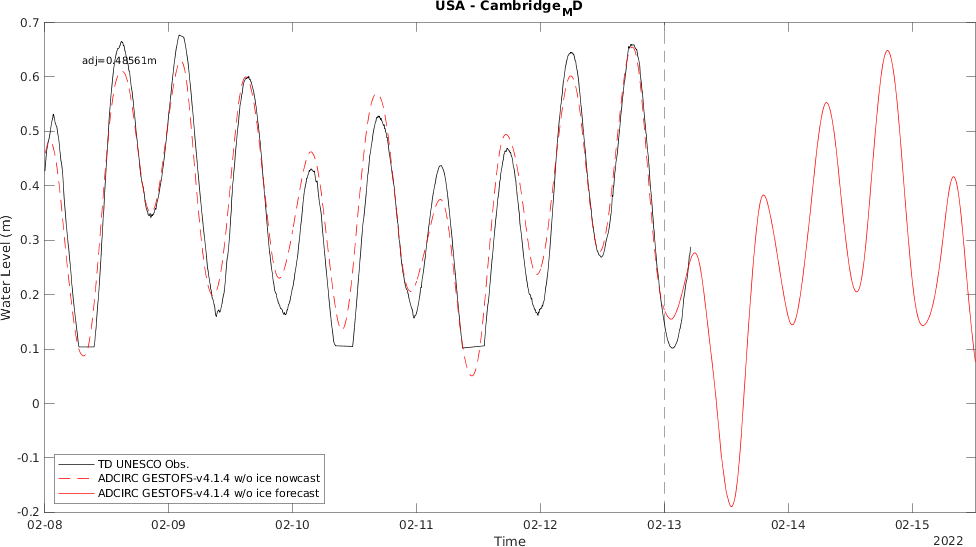 USA - Cambridge_MD
0.7
0.6
0.5
0.4
0.3
0.2
0.1
0
-0.1
-0.2
Water Level (m)
adj=0.48561m
TD UNESCO Obs.
ADCIRC GESTOFS-v4.1.4 w/o ice nowcast
ADCIRC GESTOFS-v4.1.4 w/o ice forecast
02-08 02-09 02-10 02-11 02-12 02-13 02-14 02-15
Time
2022